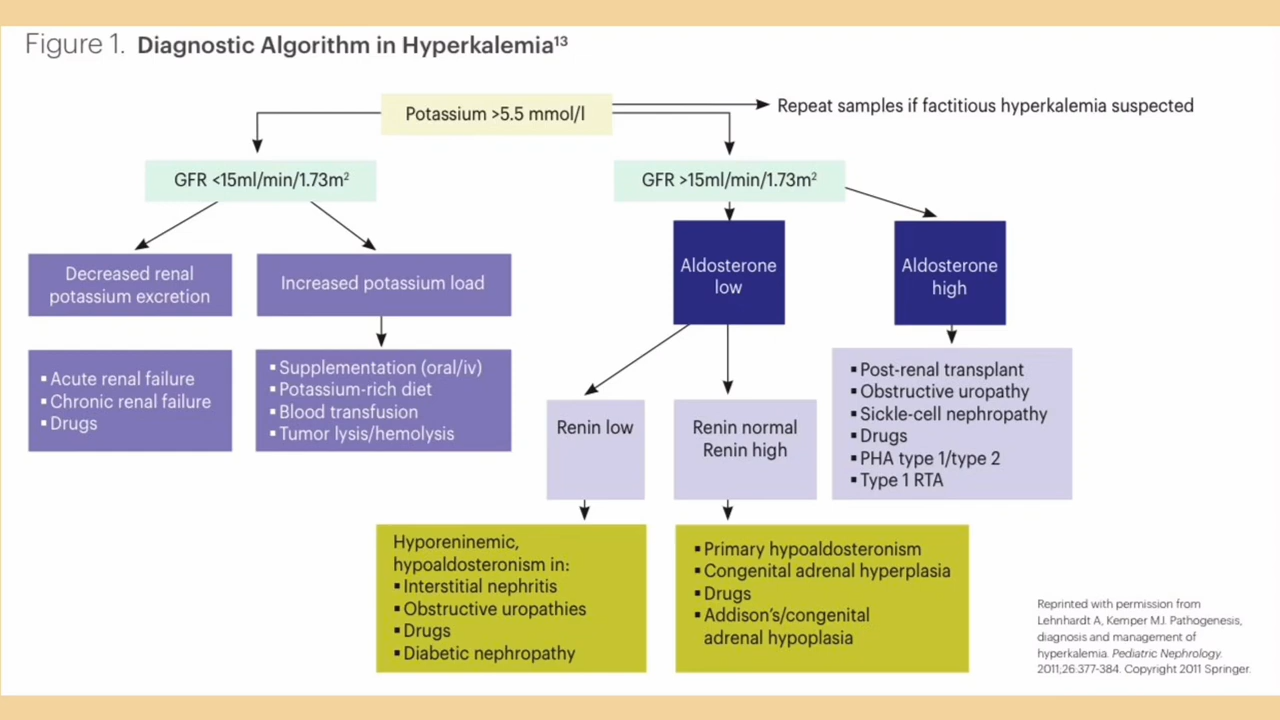 Figure 1. Diagnostic Algorithm in Hyperkalemia¹³
Potassium >5.5 mmol/l
Repeat samples if factitious hyperkalemia suspected
GFR <15ml/min/1.73m²
GFR >15ml/min/1.73m²
Decreased renal
potassium excretion
Increased potassium load
Aldosterone
low
Aldosterone
high
▪ Acute renal failure
▪ Chronic renal failure
▪ Drugs
▪ Supplementation (oral/iv)
▪ Potassium-rich diet
▪ Blood transfusion
▪ Tumor lysis/hemolysis
Renin low
Renin normal
Renin high
▪ Post-renal transplant
▪ Obstructive uropathy
▪ Sickle-cell nephropathy
▪ Drugs
▪ PHA type 1/type 2
▪ Type 1 RTA
Hyporeninemic,
hypoaldosteronism in:
▪ Interstitial nephritis
▪ Obstructive uropathies
▪ Drugs
▪ Diabetic nephropathy
▪ Primary hypoaldosteronism
▪ Congenital adrenal hyperplasia
▪ Drugs
▪ Addison’s/congenital
adrenal hypoplasia
Reprinted with permission from
Lehnhardt A, Kemper MJ. Pathogenesis,
diagnosis and management of
hyperkalemia. Pediatric Nephrology.
2011;26:377-384. Copyright 2011 Springer.